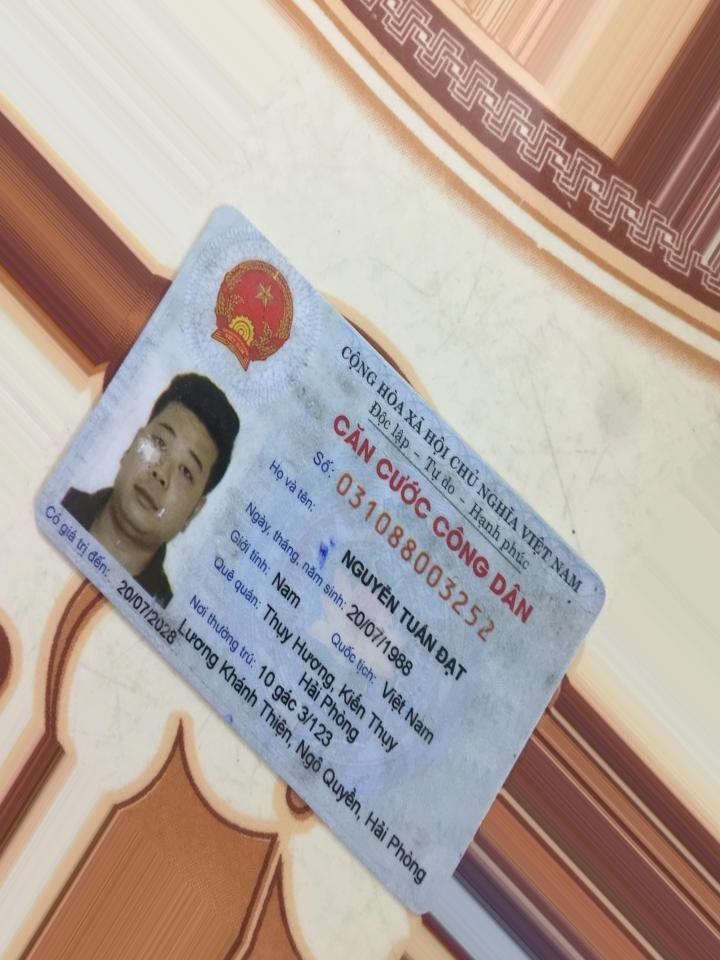 CỘNG HÒA XÃ HỘI CHỦ NGHĨA VIỆT NAM
Độc lập - Tự do - Hạnh phúc
CĂN CƯỚC CÔNG DÂN
Số: 031088003252
Họ và tên:
NGUYỄN TUẤN ĐẠT
Ngày, tháng, năm sinh: 20/07/1988
Giới tính: Nam Quốc tịch: Việt Nam
Quê quán: Thụy Hương, Kiến Thụy
Hải Phòng
Nơi thường trú: 10 gác 3/123
Lương Khánh Thiện, Ngô Quyền, Hải Phòng
Có giá trị đến: 20/07/2028